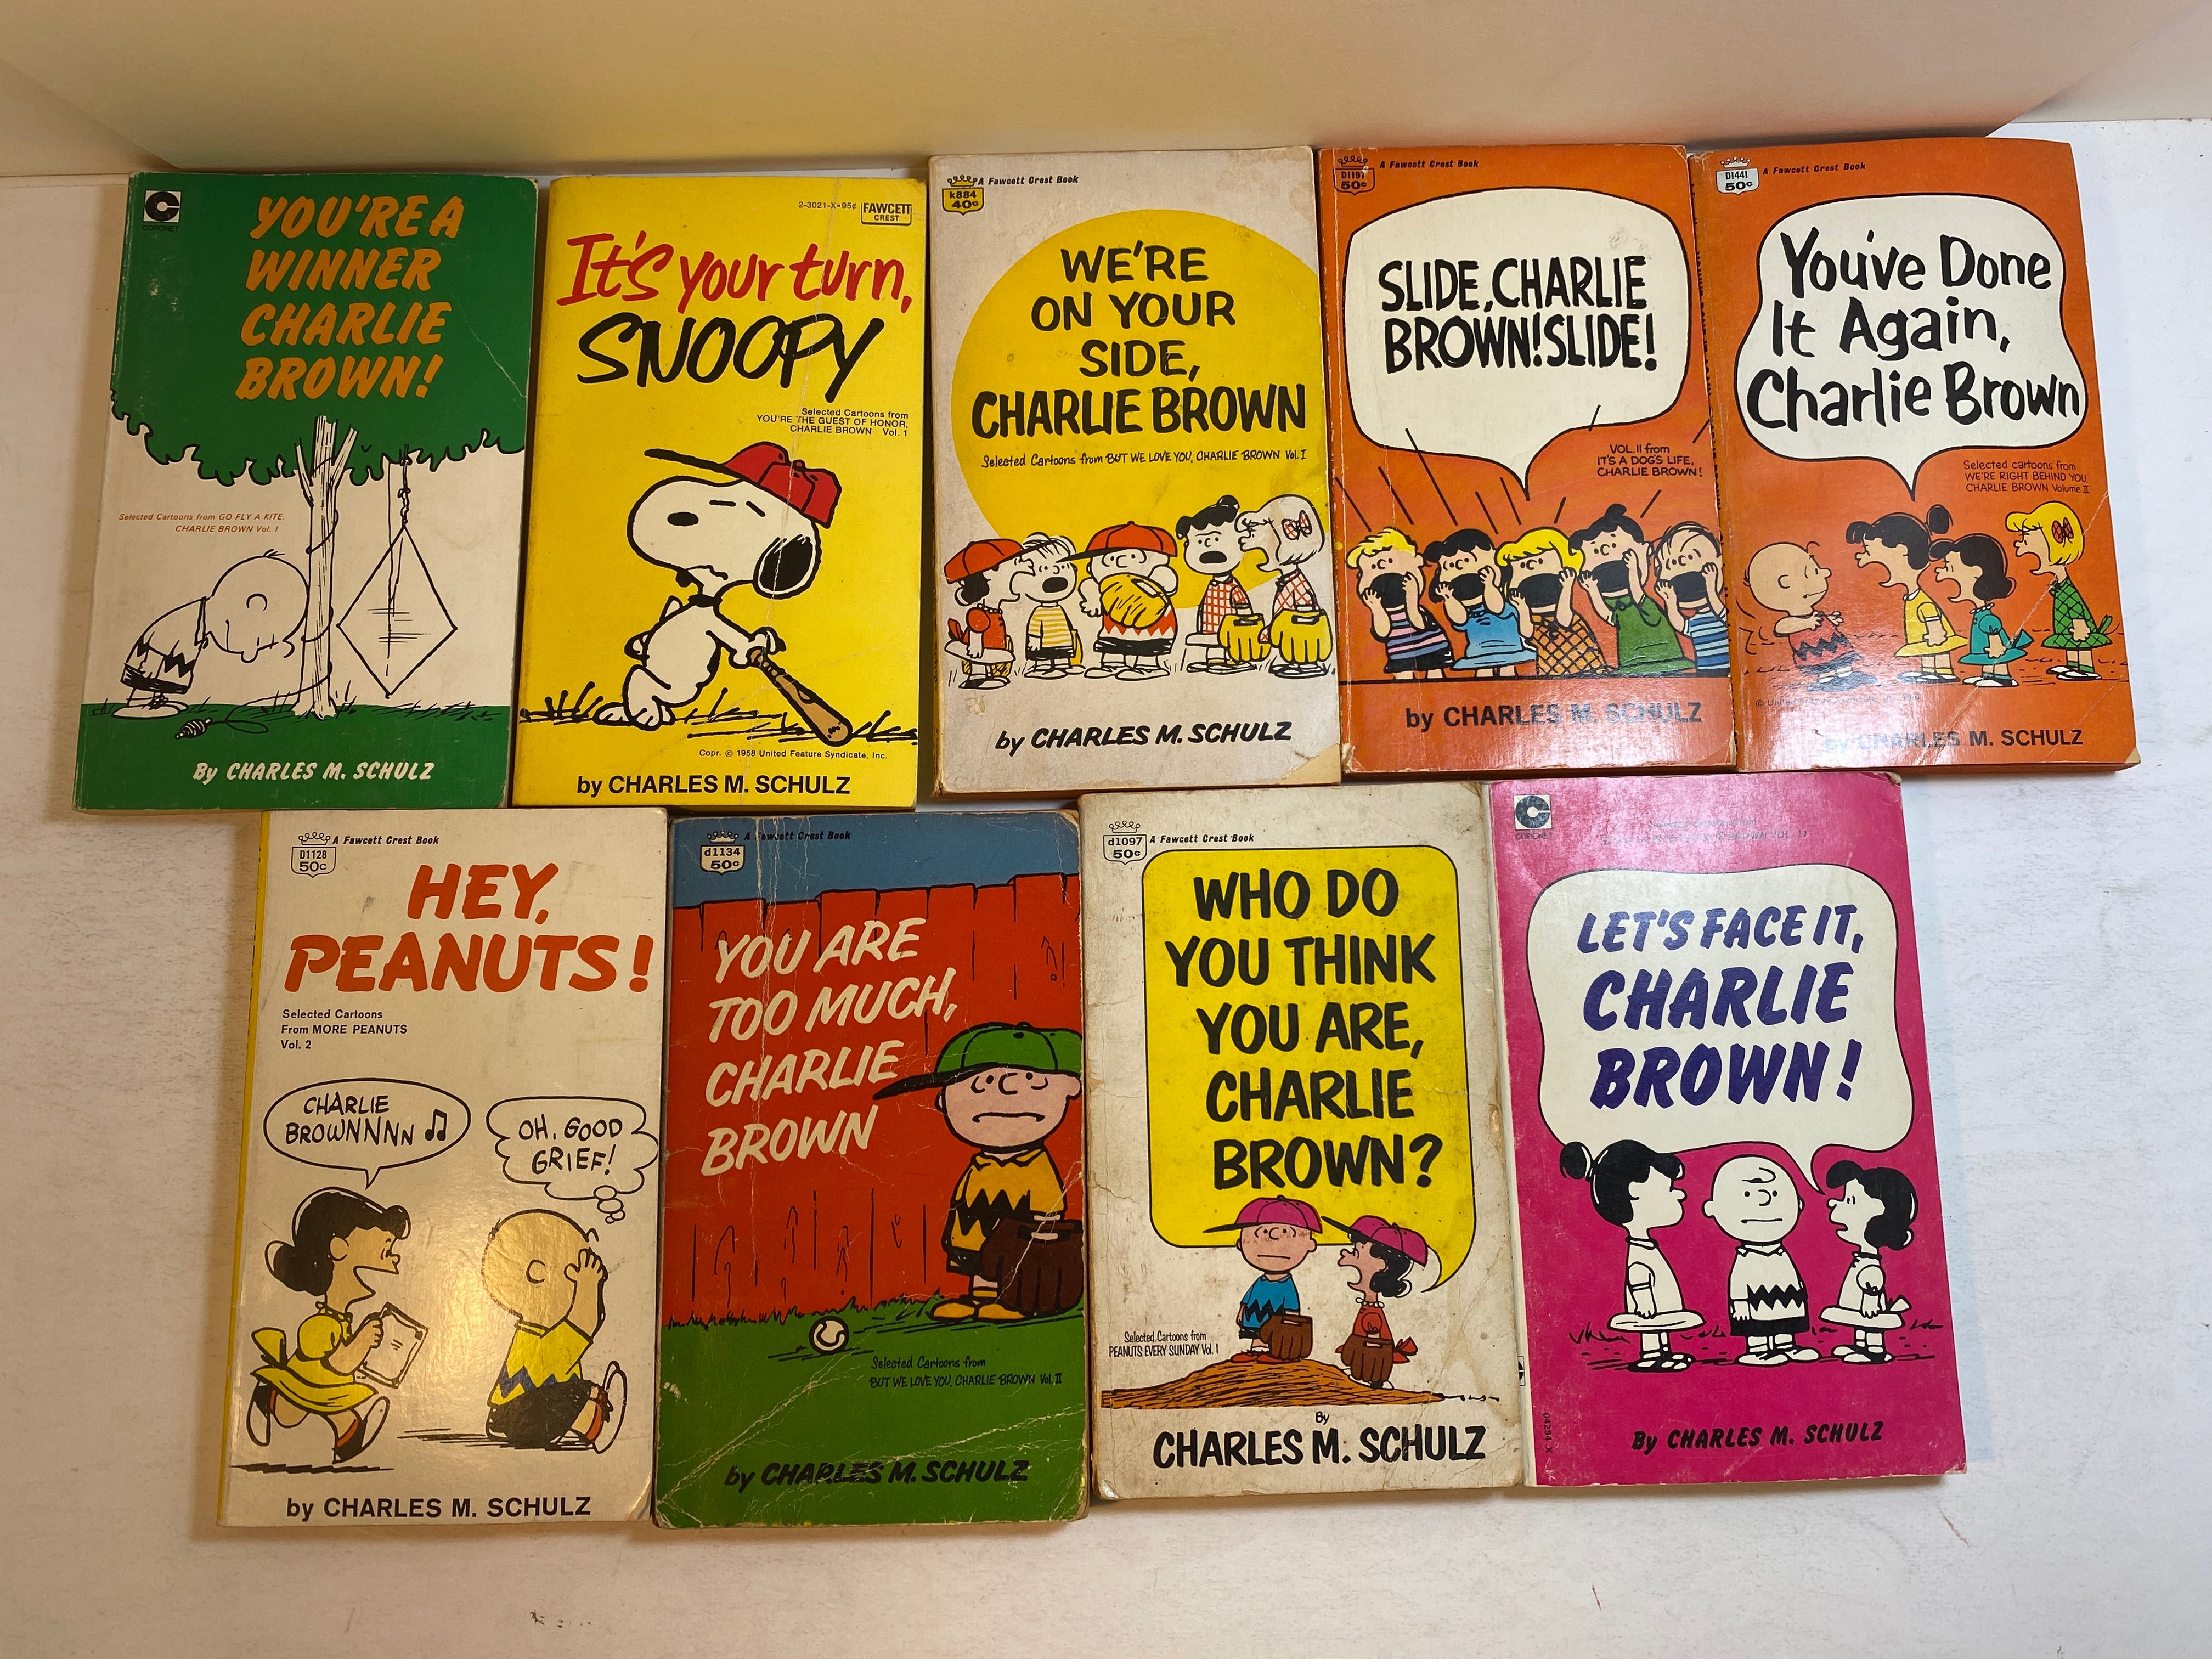 CORONET
YOU'RE A
WINNER
CHARLIE
BROWN!
Selected Cartoons from GO FLY A KITE,
CHARLIE BROWN Vol. I
By CHARLES M. SCHULZ
2-3021-X•95¢
FAWCETT
CREST
It's your turn,
SNOOPY
Selected Cartoons from
YOU'RE THE GUEST OF HONOR,
CHARLIE BROWN Vol. 1
Copr. © 1958 United Feature Syndicate, Inc.
by CHARLES M. SCHULZ
A Fawcett Crest Book
k884
40¢
WE'RE
ON YOUR
SIDE,
CHARLIE BROWN
Selected Cartoons from BUT WE LOVE YOU, CHARLIE BROWN Vol. I
by CHARLES M. SCHULZ
A Fawcett Crest Book
50¢
SLIDE, CHARLIE
BROWN! SLIDE!
VOL. II from
IT'S A DOG'S LIFE,
CHARLIE BROWN!
by CHARLES M. SCHULZ
A Fawcett Crest Book
D1441
50¢
You've Done
It Again,
Charlie Brown
Selected cartoons from
WE'RE RIGHT BEHIND YOU,
CHARLIE BROWN Volume II
by CHARLES M. SCHULZ
A Fawcett Crest Book
D1128
50¢
HEY,
PEANUTS!
Selected Cartoons
From MORE PEANUTS
Vol. 2
CHARLIE
BROWNNNN
OH, GOOD
GRIEF!
by CHARLES M. SCHULZ
A Fawcett Crest Book
d1134
50¢
YOU ARE
TOO MUCH,
CHARLIE
BROWN
Selected Cartoons from
BUT WE LOVE YOU, CHARLIE BROWN Vol. II
by CHARLES M. SCHULZ
A Fawcett Crest Book
d1097
50¢
WHO DO
YOU THINK
YOU ARE,
CHARLIE
BROWN?
Selected Cartoons from
PEANUTS EVERY SUNDAY Vol. I
By
CHARLES M. SCHULZ
CORONET
BROWN VOL. II
LET'S FACE IT,
CHARLIE
BROWN!
04294 X
By CHARLES M. SCHULZ